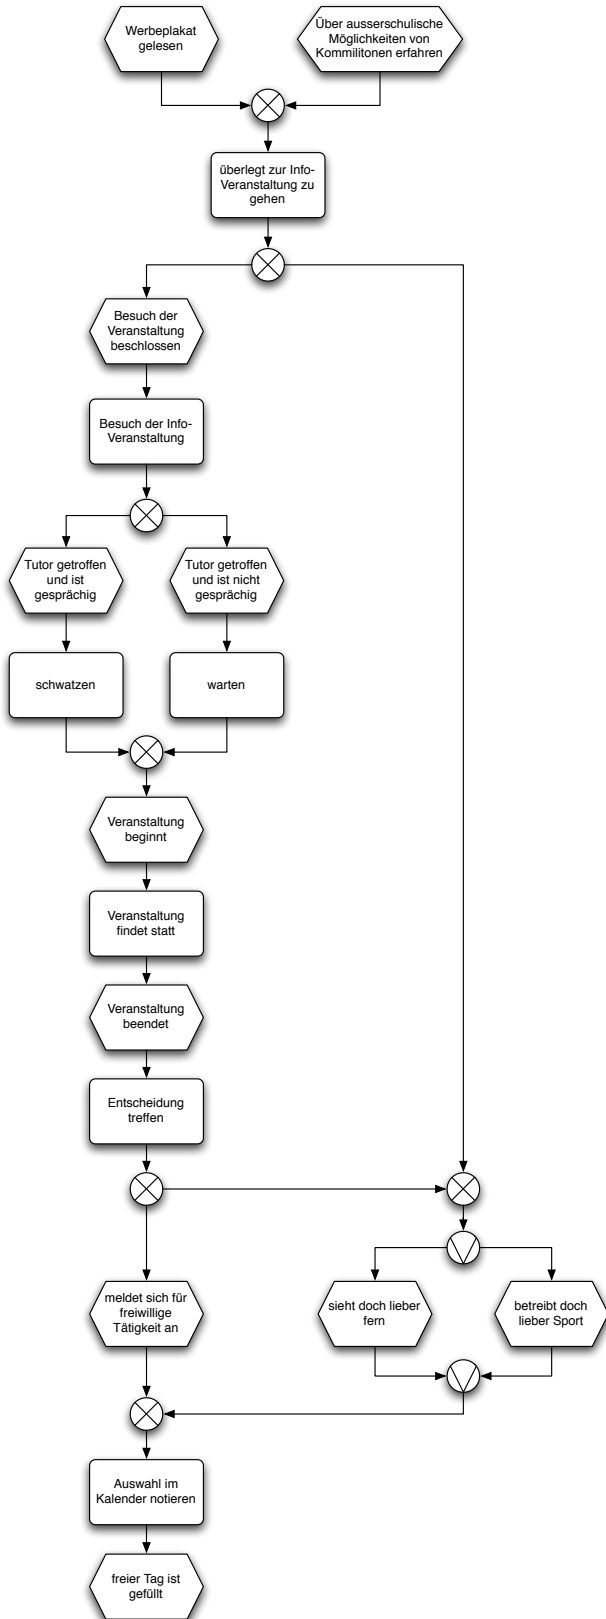 Werbeplakat
gelesen
Über ausserschulische
Möglichkeiten von
Kommilitonen erfahren
überlegt zur Info-
Veranstaltung zu
gehen
Besuch der
Veranstaltung
beschlossen
Besuch der Info-
Veranstaltung
Tutor getroffen
und ist
gesprächig
Tutor getroffen
und ist nicht
gesprächig
schwatzen
warten
Veranstaltung
beginnt
Veranstaltung
findet statt
Veranstaltung
beendet
Entscheidung
treffen
meldet sich für
freiwillige
Tätigkeit an
sieht doch lieber
fern
betreibt doch
lieber Sport
Auswahl im
Kalender notieren
freier Tag ist
gefüllt